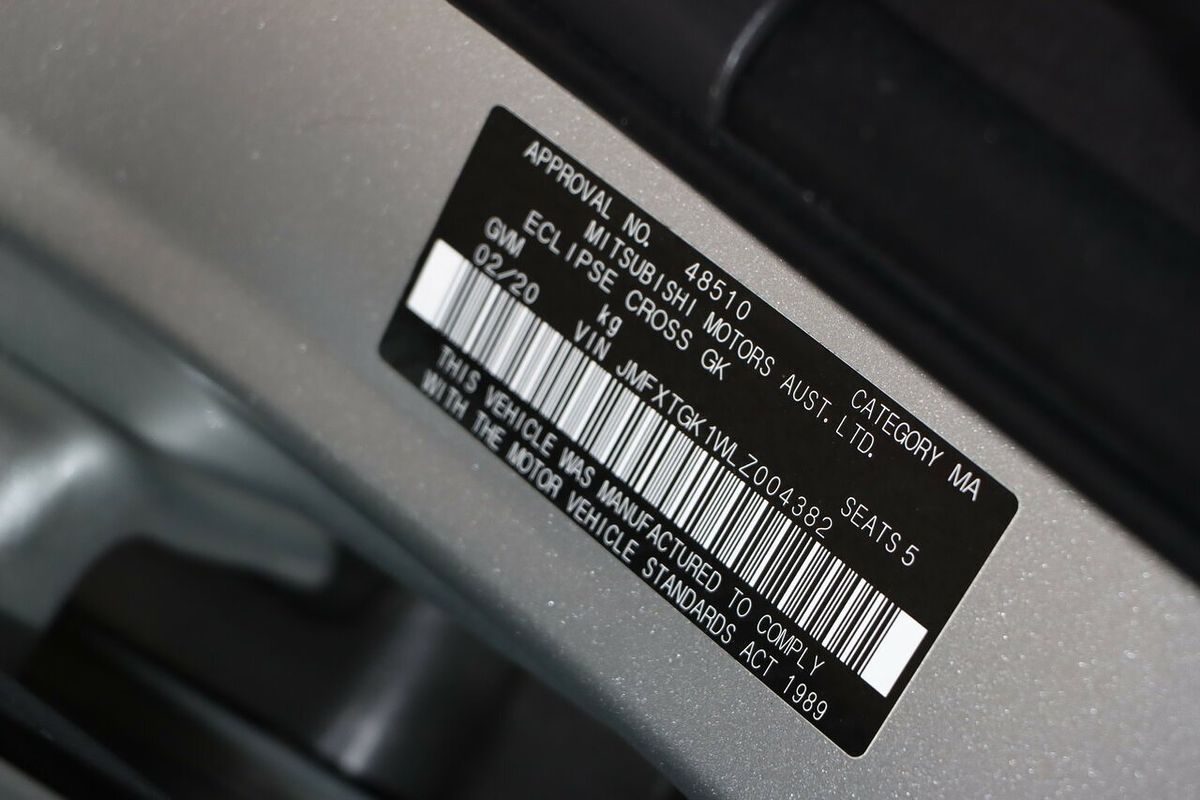 APPROVAL NO. 48510 CATEGORY MA
MITSUBISHI MOTORS AUST. LTD.
ECLIPSE CROSS GK
GVM kg SEATS 5
02/20 VIN JMFXTGK1WLZ004382
THIS VEHICLE WAS MANUFACTURED TO COMPLY
WITH THE MOTOR VEHICLE STANDARDS ACT 1989